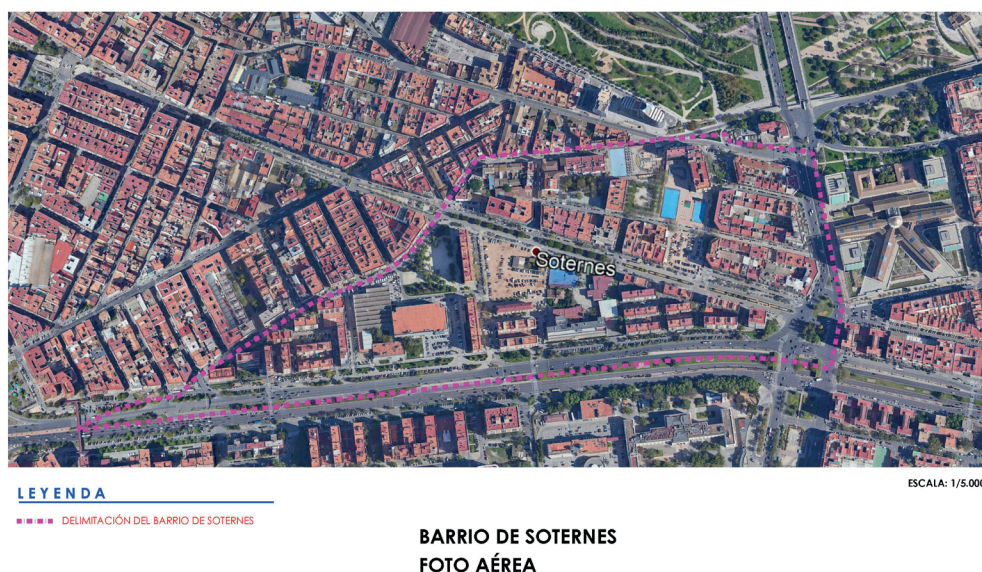 Soternes
ESCALA: 1/5.000
LEYENDA
DELIMITACIÓN DEL BARRIO DE SOTERNES
BARRIO DE SOTERNES
FOTO AÉREA